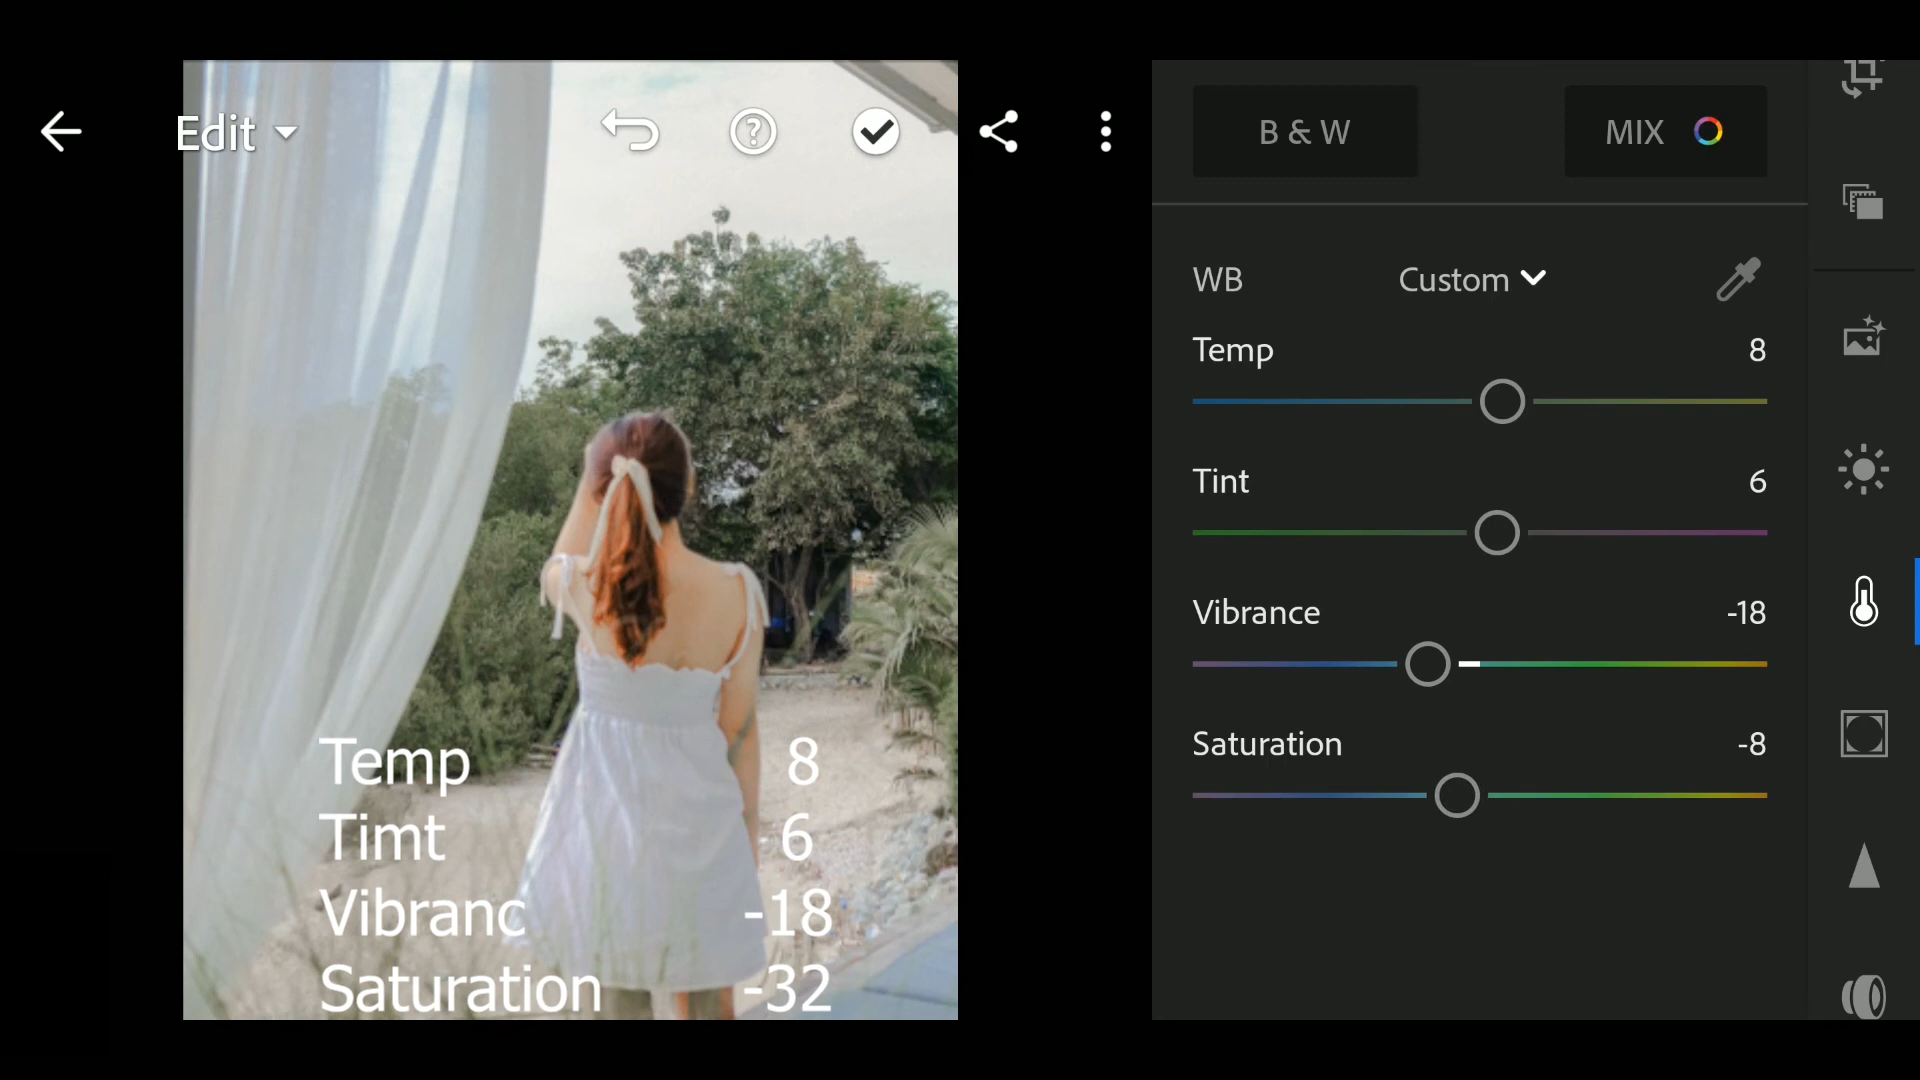 Edit
B & W
MIX
WB Custom
Temp 8
Tint 6
Vibrance -18
Saturation -8
Temp 8
Timt 6
Vibranc -18
Saturation -32